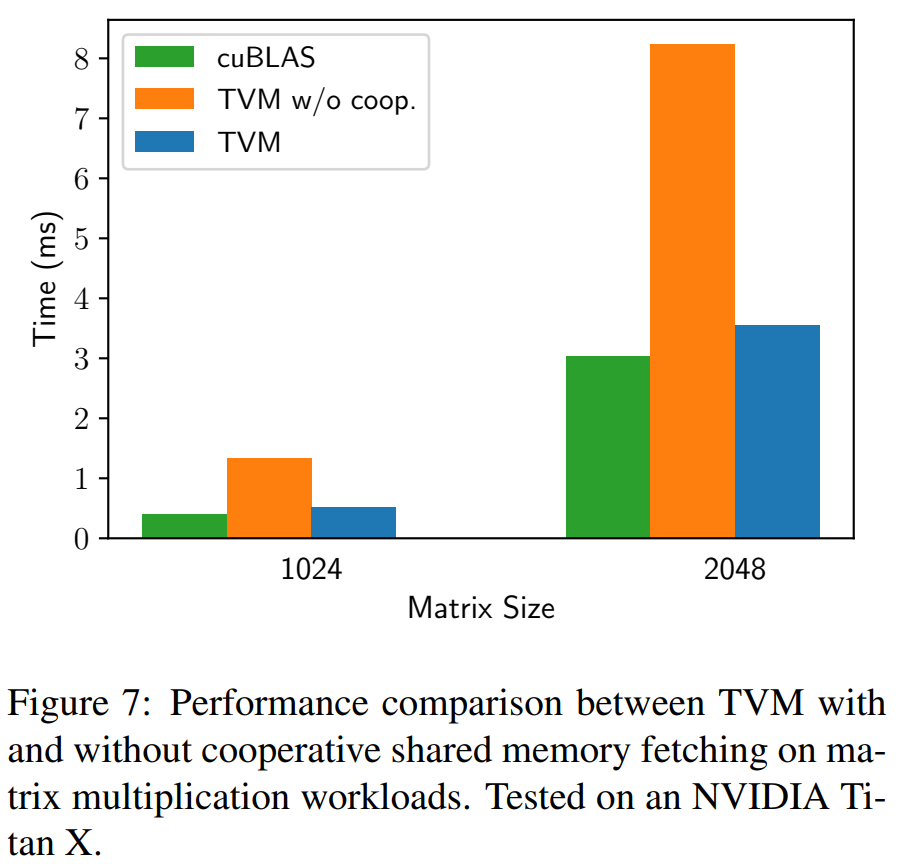 8
7
6
5
4
3
2
1
0
Time (ms)
cuBLAS
TVM w/o coop.
TVM
1024
2048
Matrix Size
Figure 7: Performance comparison between TVM with
and without cooperative shared memory fetching on ma-
trix multiplication workloads. Tested on an NVIDIA Ti-
tan X.